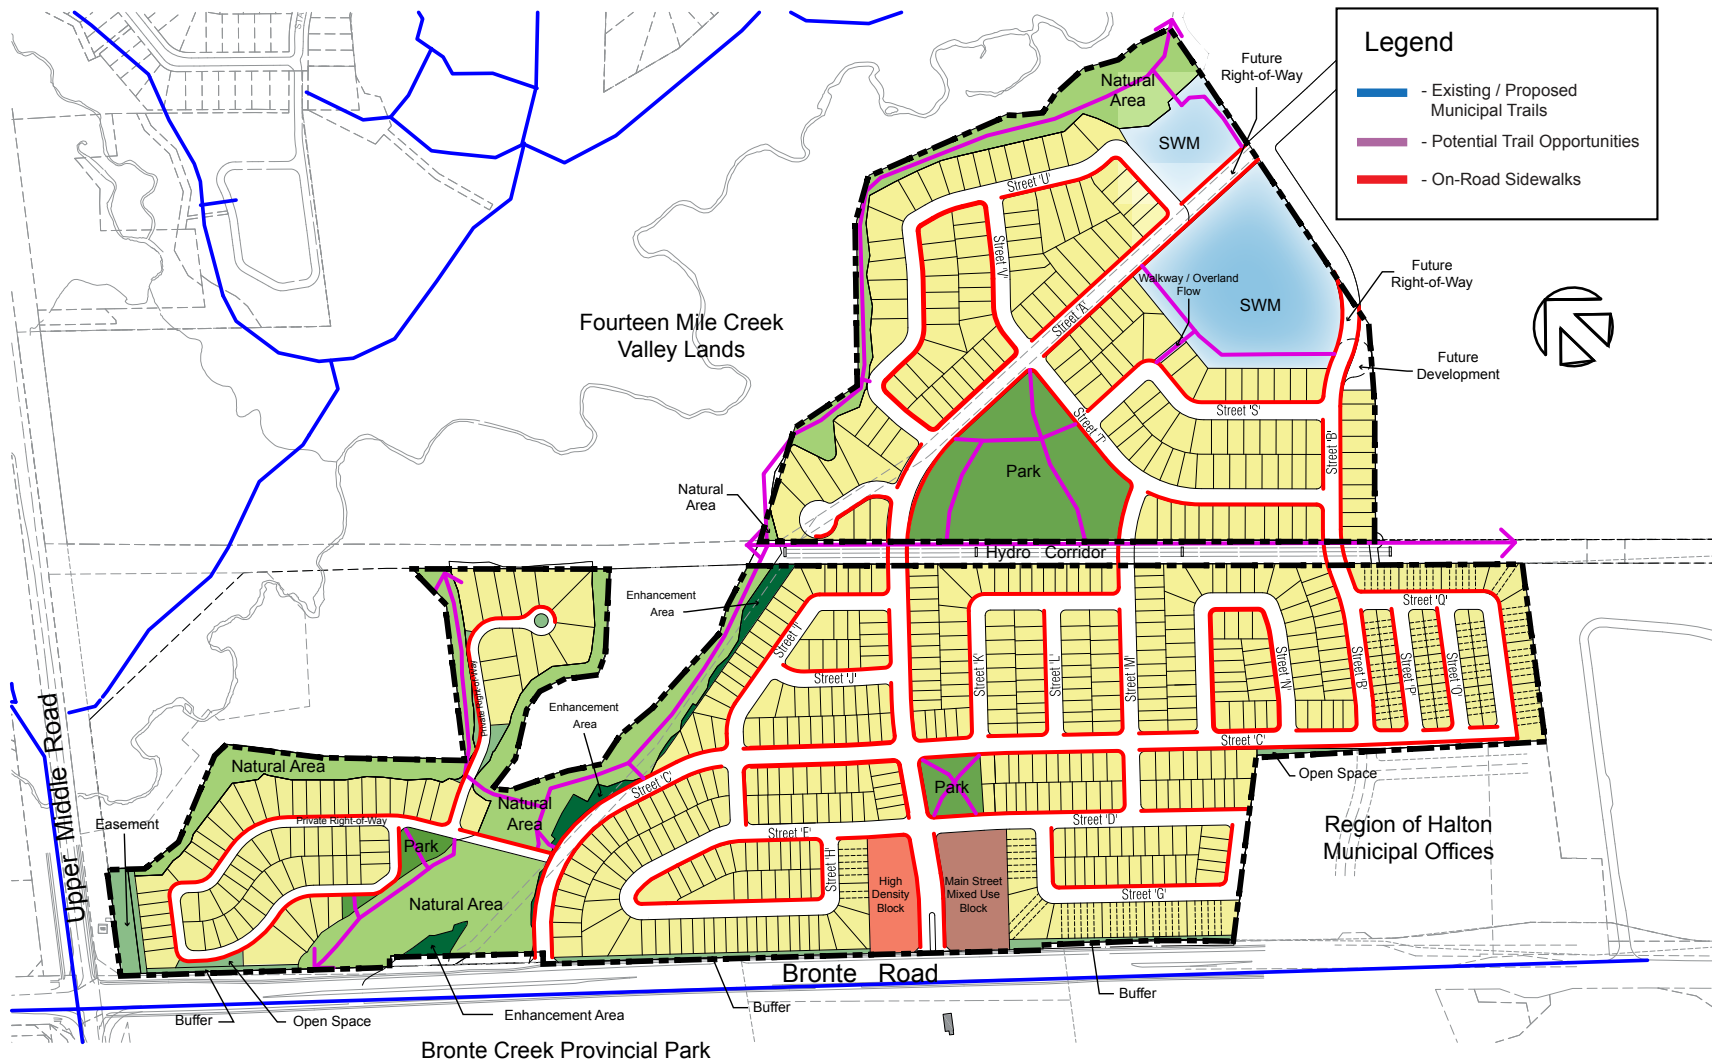 Legend
- Existing / Proposed
Municipal Trails
- Potential Trail Opportunities
- On-Road Sidewalks
Future
Right-of-Way
Natural
Area
SWM
Street 'U'
Street 'V'
Walkway / Overland
Flow
SWM
Future
Right-of-Way
Fourteen Mile Creek
Valley Lands
Street 'A'
Future
Development
Street 'S'
Street 'T'
Street 'B'
Park
Natural
Area
Hydro Corridor
Enhancement
Area
Street 'I'
Street 'J'
Street 'K'
Street 'L'
Street 'M'
Street 'N'
Street 'B'
Street 'P'
Street 'O'
Street 'Q'
Private Right-of-Way
Enhancement
Area
Street 'C'
Street 'C'
Open Space
Natural Area
Natural
Area
Park
Easement
Private Right-of-Way
Park
Street 'F'
Street 'D'
Street 'H'
Street 'G'
Region of Halton
Municipal Offices
Upper Middle Road
Natural Area
High
Density
Block
Main Street
Mixed Use
Block
Bronte Road
Buffer
Open Space
Enhancement Area
Buffer
Buffer
Bronte Creek Provincial Park